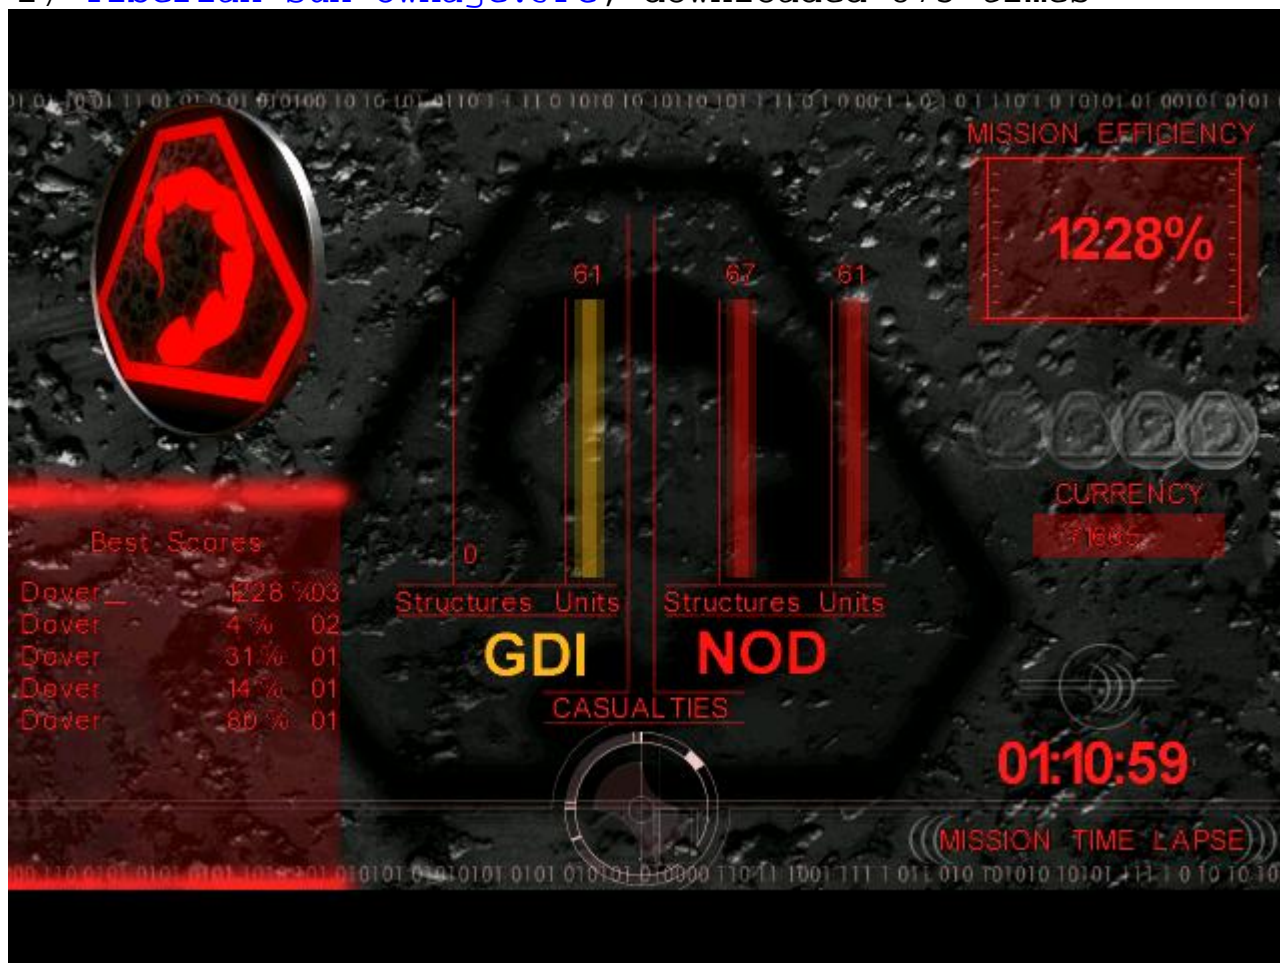 MISSION EFFICIENCY
1228%
61
67
61
CURRENCY
Best Scores
0
Dover_ 1228 %03
Dover 4 % 02
Dover 31 % 01
Dover 14 % 01
Dover 01
Structures Units
Structures Units
GDI
NOD
CASUALTIES
01:10:59
MISSION TIME LAPSE